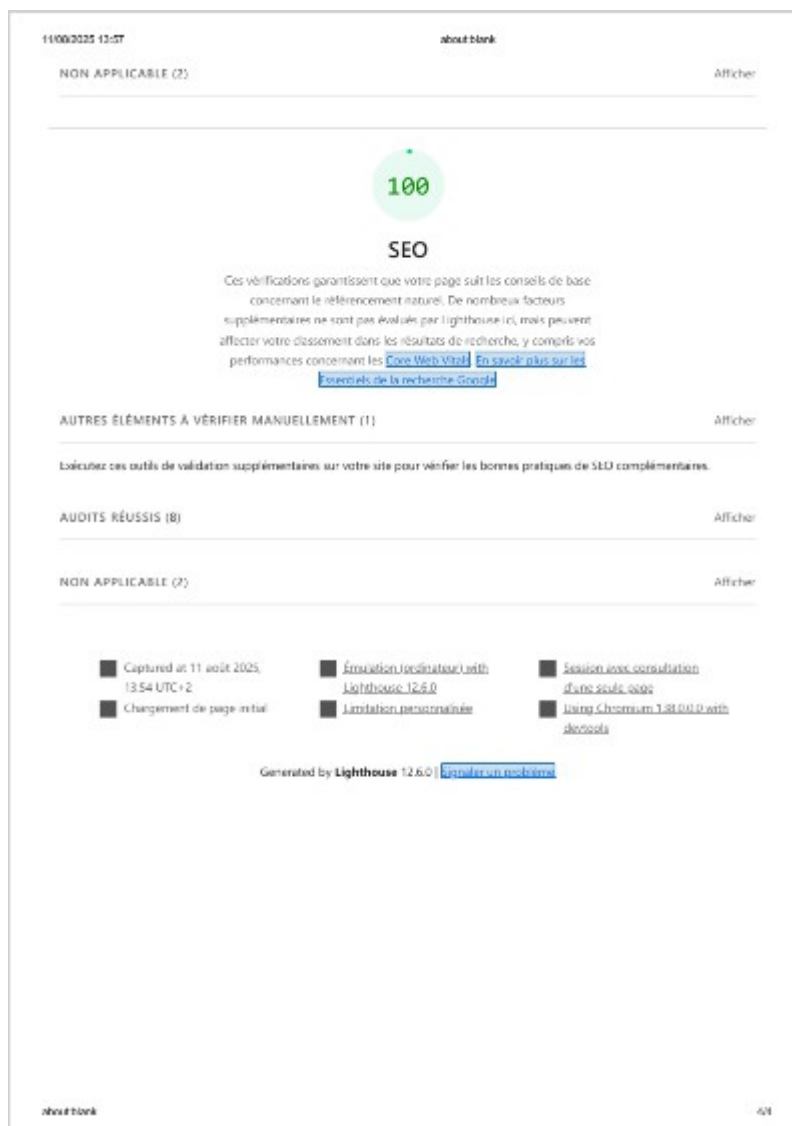 11/08/2025 13:57 about:blank
NON APPLICABLE (2) Afficher
100
SEO
Ces vérifications garantissent que votre page suit les conseils de base
concernant le référencement naturel. De nombreux facteurs
supplémentaires ne sont pas évalués par Lighthouse ici, mais peuvent
affecter votre classement dans les résultats de recherche, y compris vos
performances concernant les Core Web Vitals. En savoir plus sur les
Essentiels de la recherche Google
AUTRES ÉLÉMENTS À VÉRIFIER MANUELLEMENT (1) Afficher
Exécutez ces outils de validation supplémentaires sur votre site pour vérifier les bonnes pratiques de SEO complémentaires.
AUDITS RÉUSSIS (8) Afficher
NON APPLICABLE (2) Afficher
Captured at 11 août 2025,
13:54 UTC+2
Chargement de page initial
Émulation (ordinateur) with
Lighthouse 12.6.0
Limitation personnalisée
Session avec consultation
d'une seule page
Using Chromium 138.0.0.0 with
devtools
Generated by Lighthouse 12.6.0 | Signaler un problème
about:blank 4/4